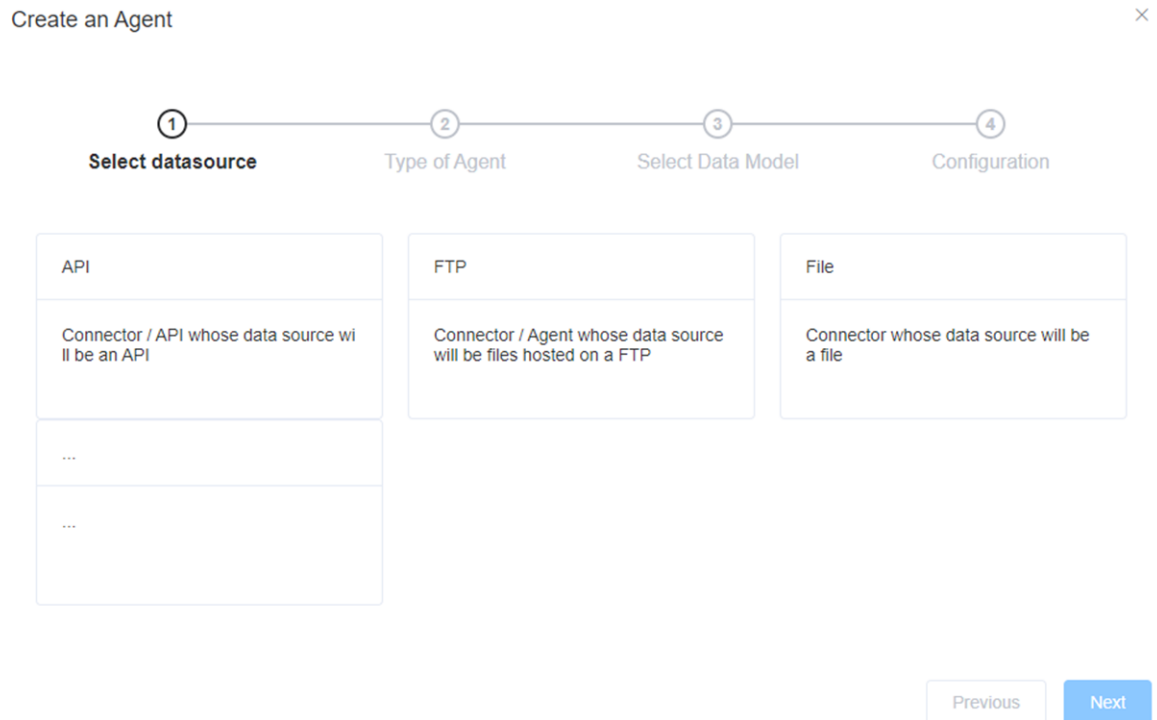 Create an Agent
1
2
3
4
Select datasource
Type of Agent
Select Data Model
Configuration
API
Connector / API whose data source wi
ll be an API
FTP
Connector / Agent whose data source
will be files hosted on a FTP
File
Connector whose data source will be
a file
...
...
Previous
Next